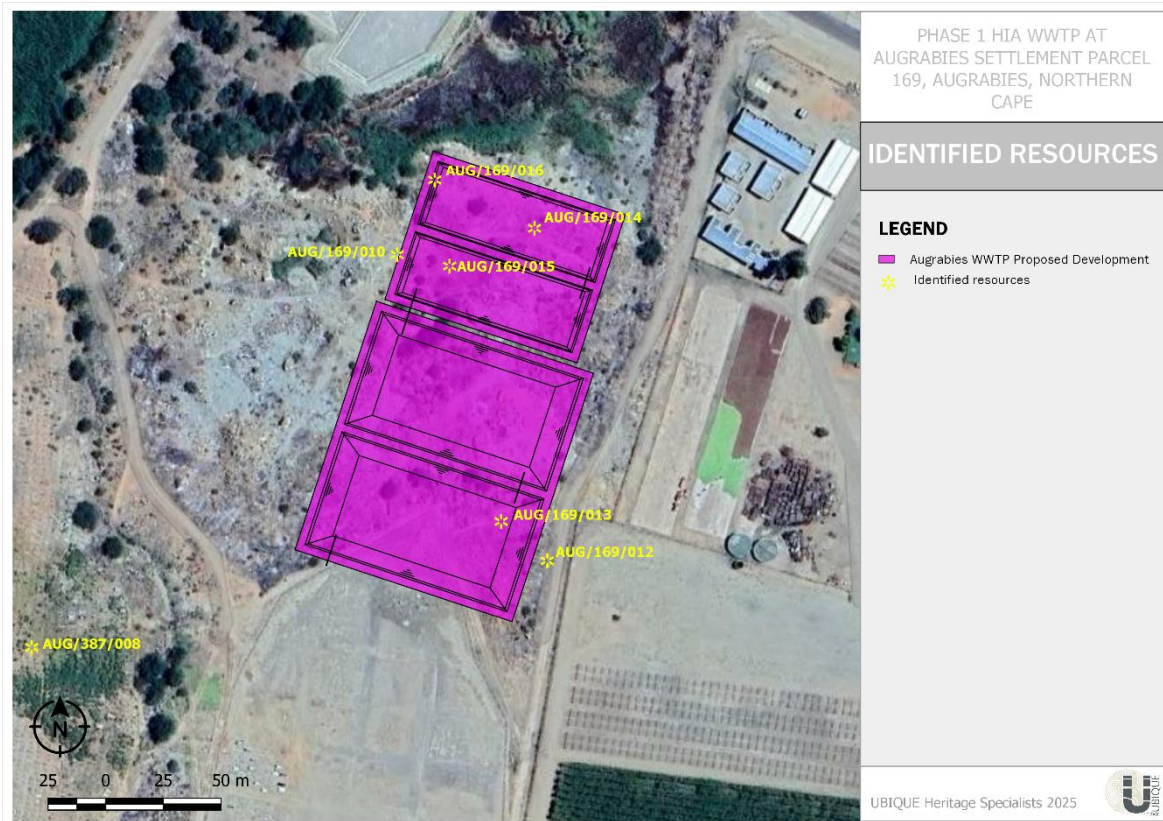 PHASE 1 HIA WWTP AT
AUGRABIES SETTLEMENT PARCEL
169, AUGRABIES, NORTHERN
CAPE
IDENTIFIED RESOURCES
LEGEND
Augrabies WWTP Proposed Development
Identified resources
AUG/169/016
AUG/169/014
AUG/169/010
AUG/169/015
AUG/169/013
AUG/169/012
AUG/387/008
N
25 0 25 50 m
UBIQUE Heritage Specialists 2025
U
UBIQUE